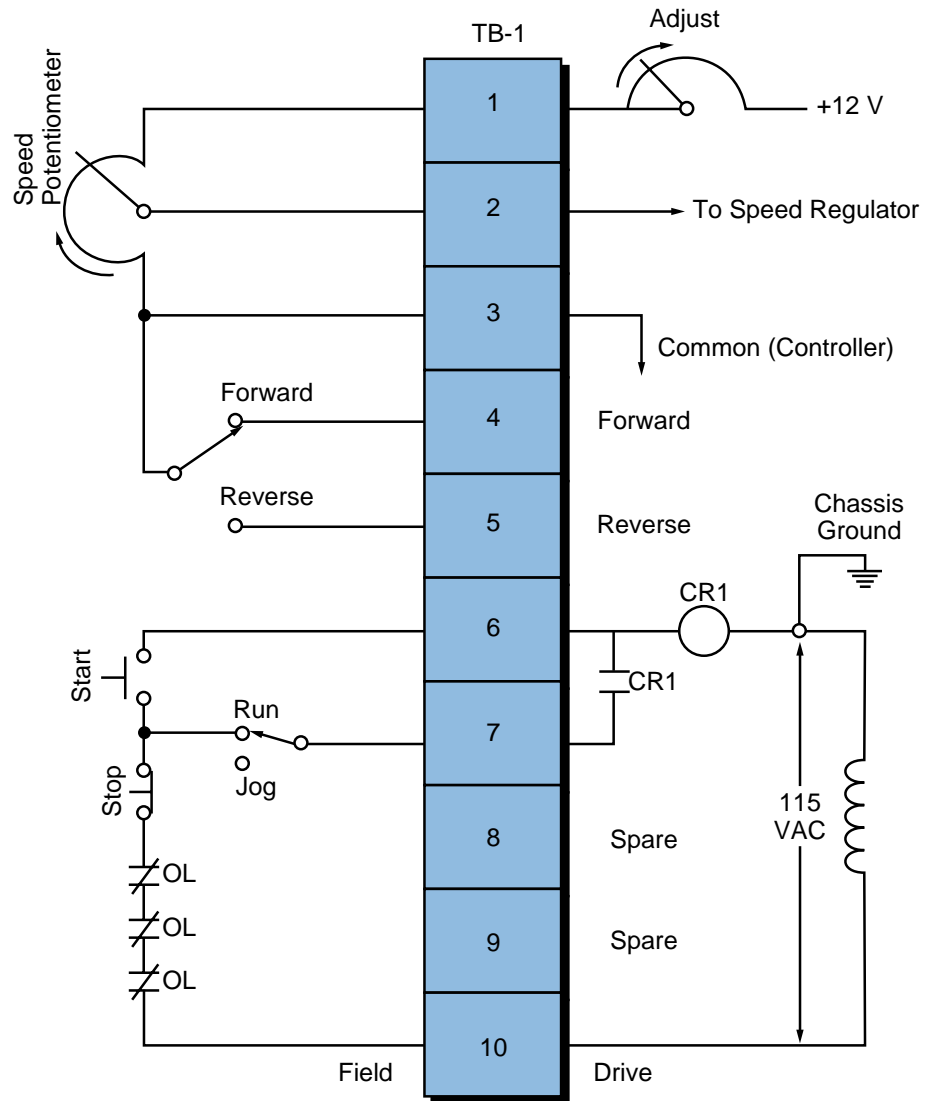 TB-1
Adjust
1
+12 V
Speed
Potentiometer
2
To Speed Regulator
3
Common (Controller)
Forward
4
Forward
Reverse
5
Reverse
Chassis
Ground
6
CR1
Start
CR1
Run
7
Jog
Stop
115
VAC
8
Spare
OL
OL
9
Spare
OL
10
Field
Drive